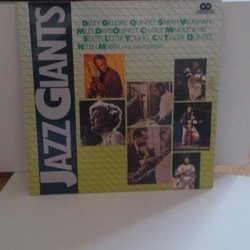 JAZZ GIANTS
DIZZY GILLESPIE QUINTET, SARAH VAUGHAN,
MILES DAVIS QUINTET, CHARLIE MINGUS & HIS
SEXTET, LESTER YOUNG, CAL TJADER QUINTET,
HELEN MERRILL